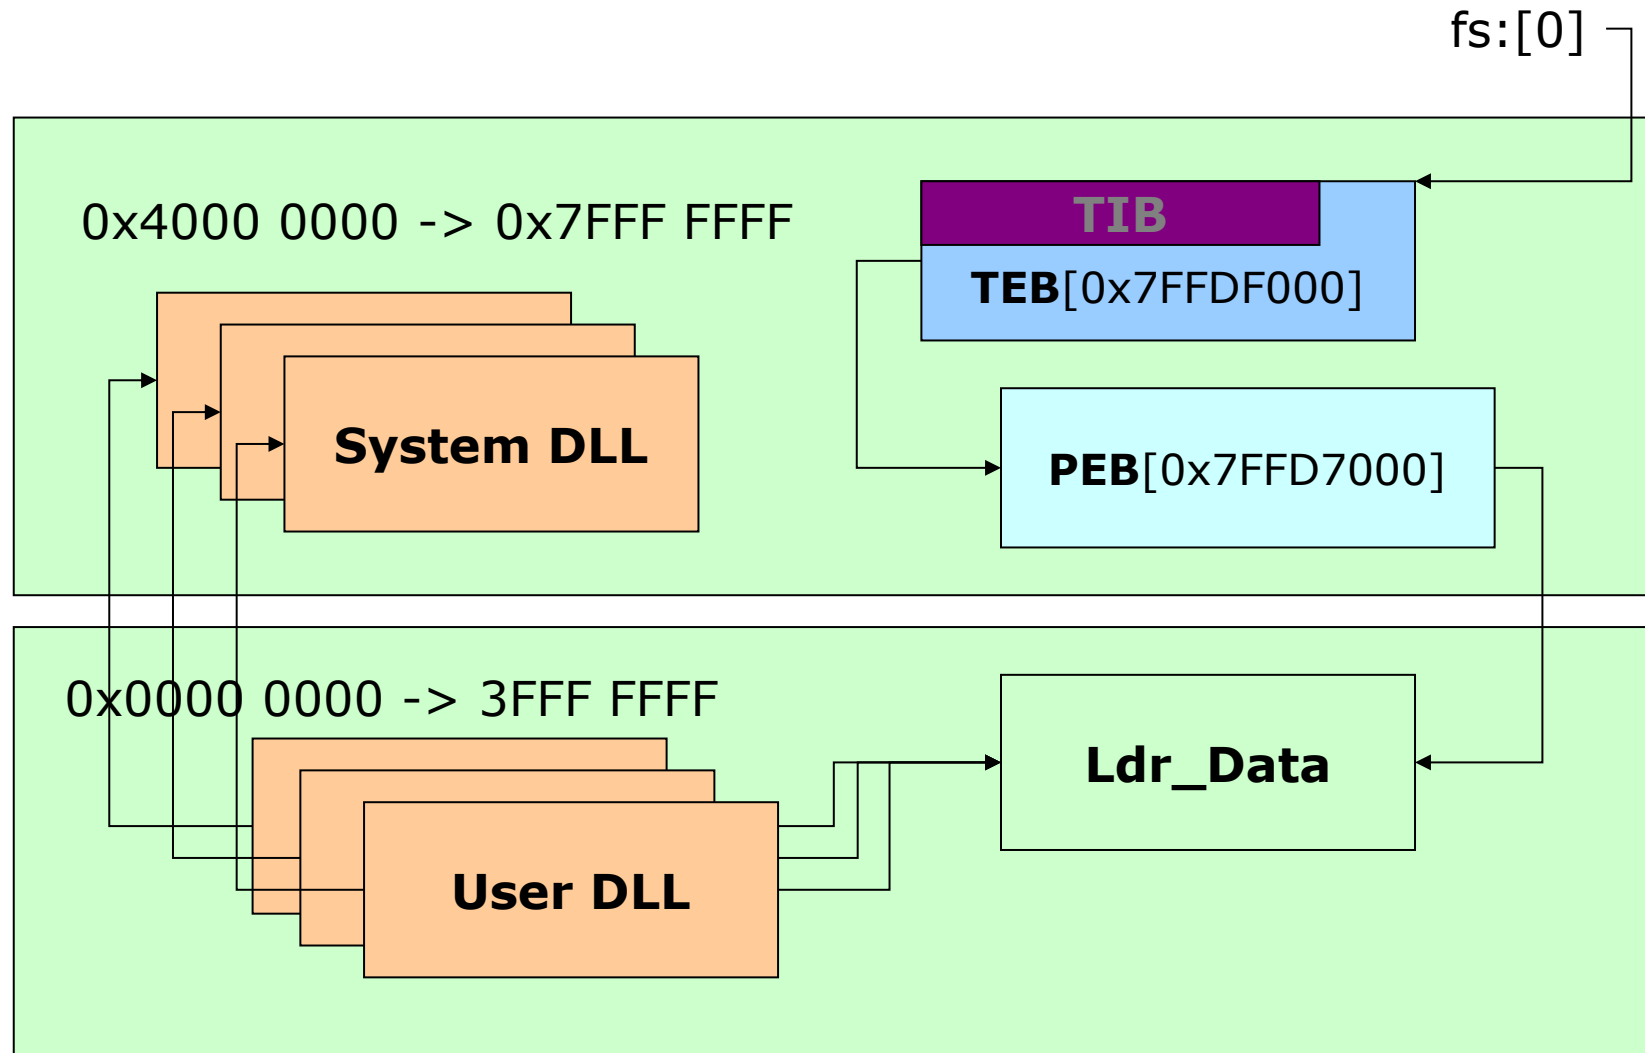 fs:[0]
0x4000 0000 -> 0x7FFF FFFF
TIB
TEB[0x7FFDF000]
System DLL
PEB[0x7FFD7000]
0x0000 0000 -> 3FFF FFFF
Ldr_Data
User DLL